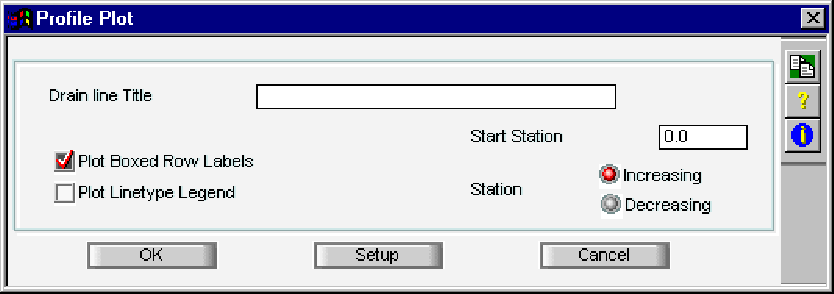 Profile Plot
Drain line Title
Start Station 0.0
Plot Boxed Row Labels
Plot Linetype Legend
Station
Increasing
Decreasing
OK
Setup
Cancel